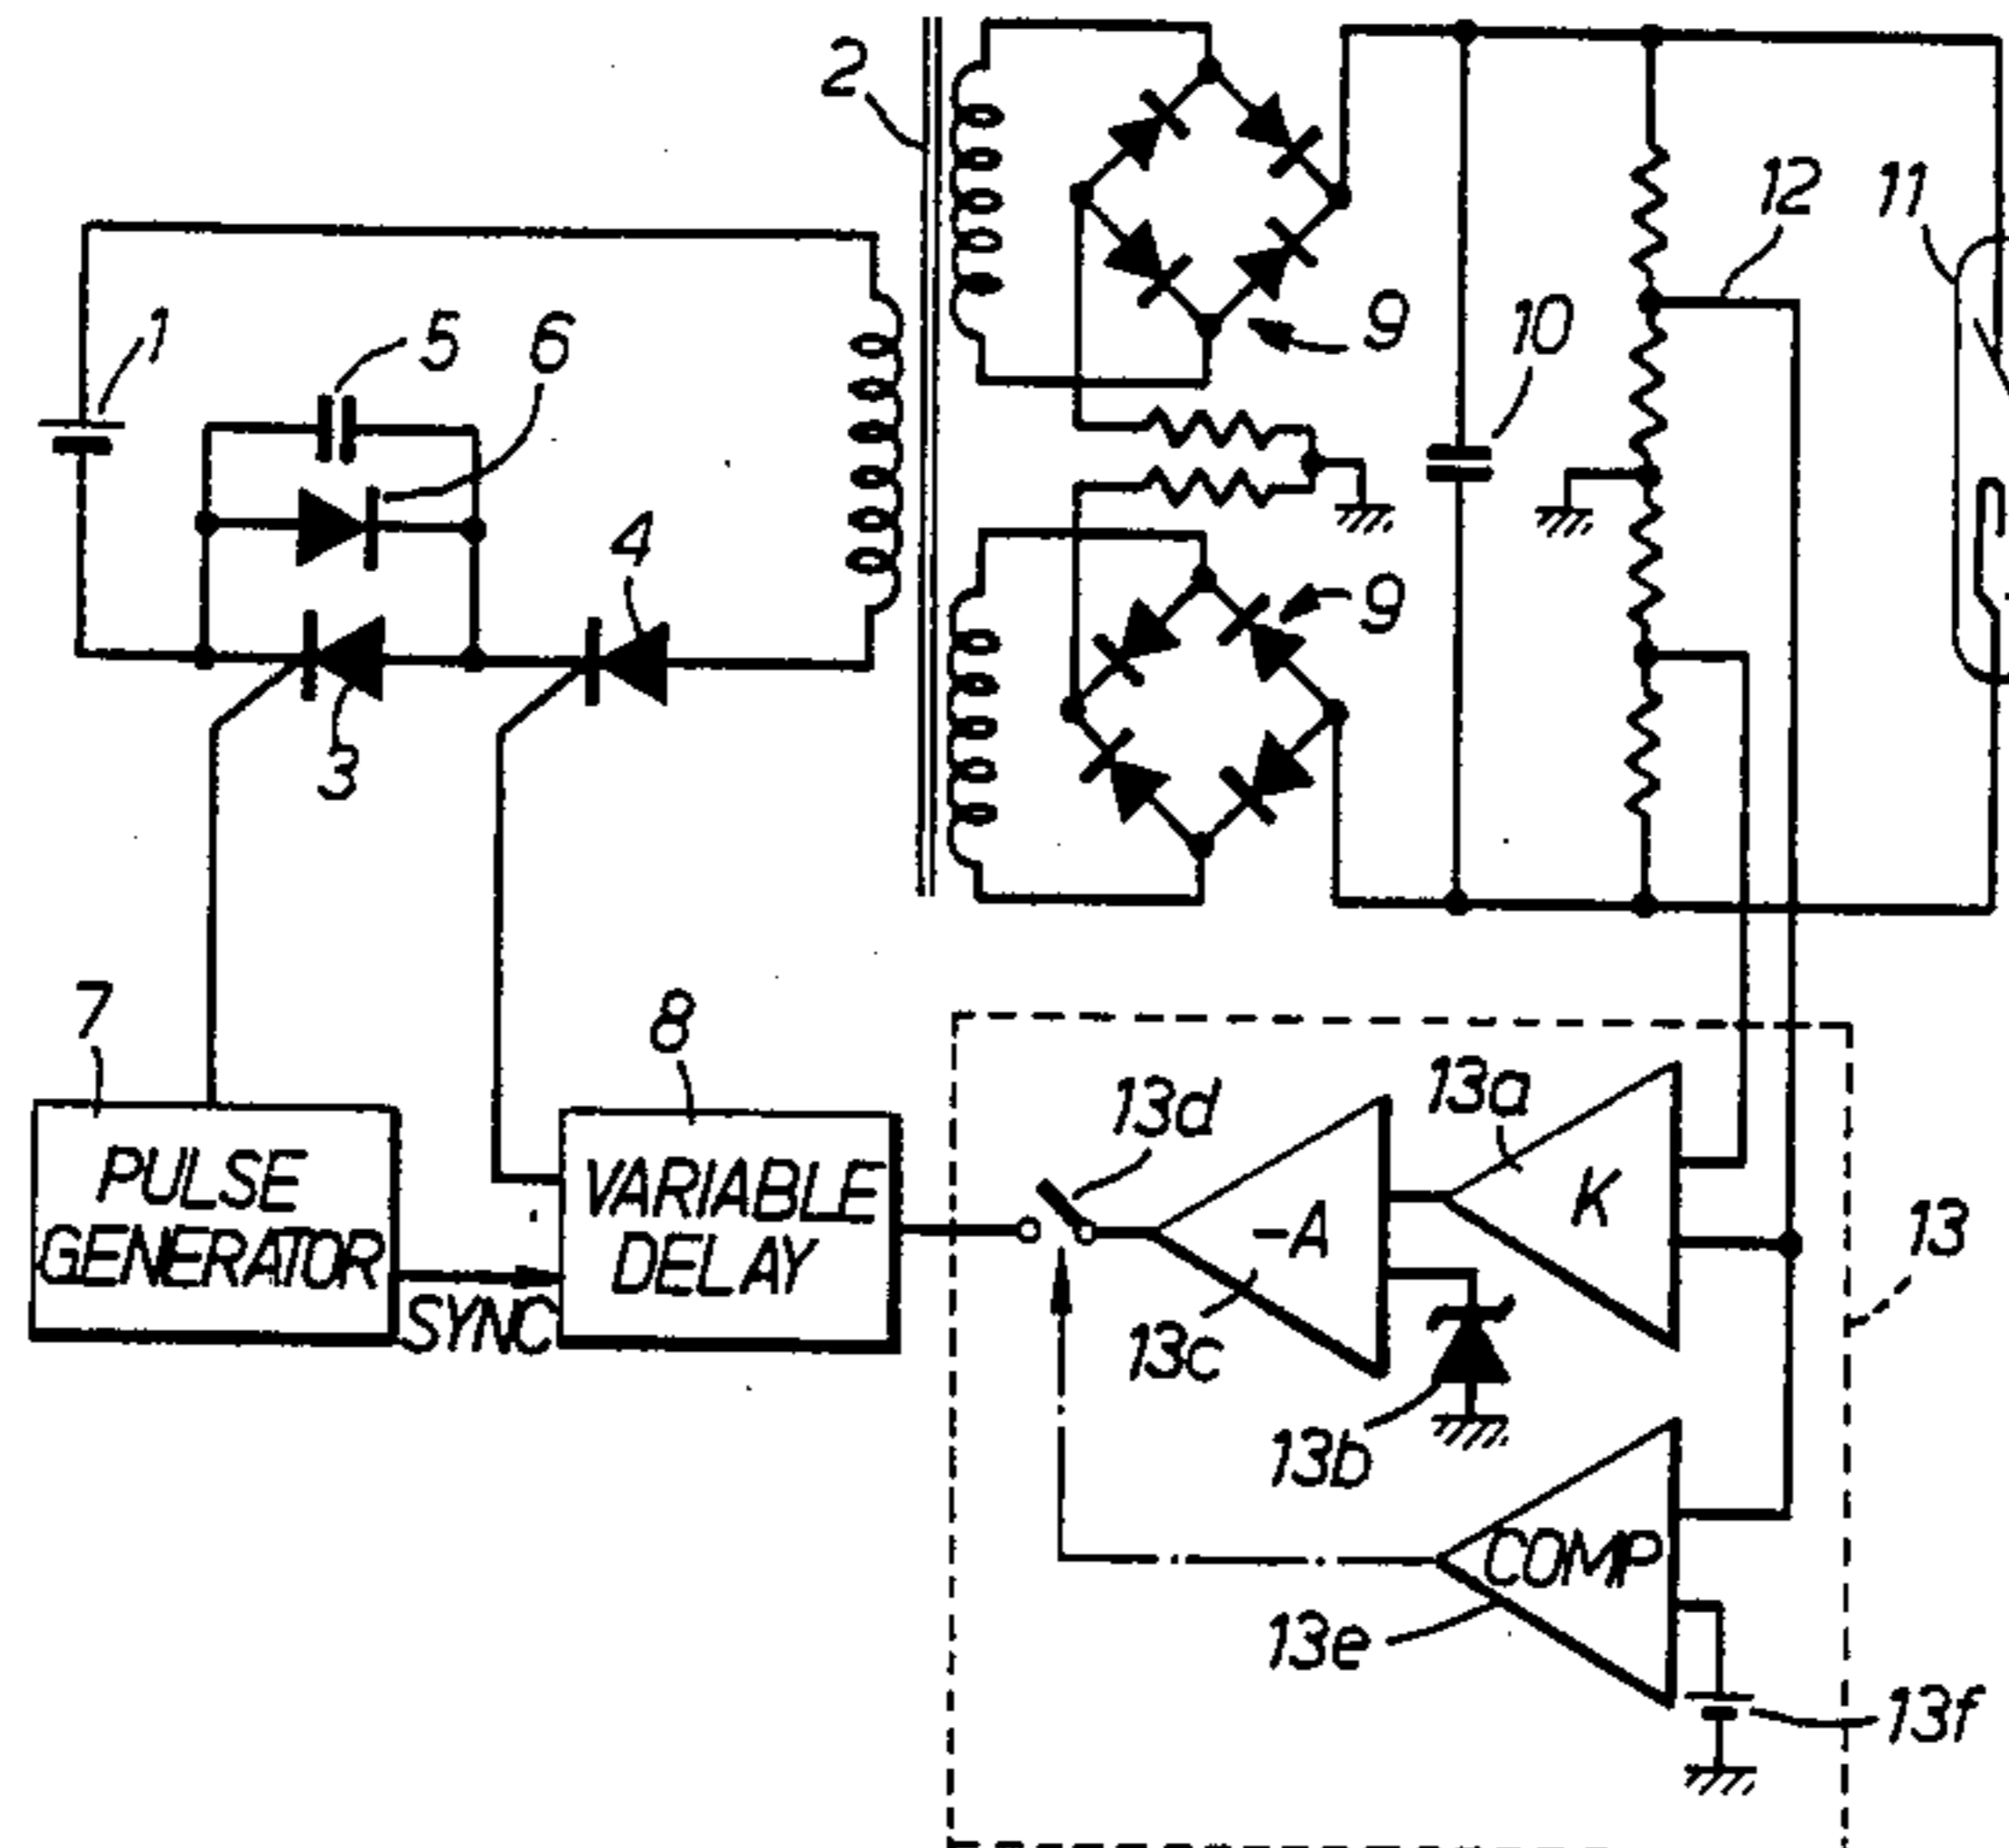 2
1
5
6
4
3
9
9
10
12
11
7
8
PULSE
GENERATOR
SYNC
VARIABLE
DELAY
13d
13a
K
-A
13
13c
13b
COMP
13e
13f